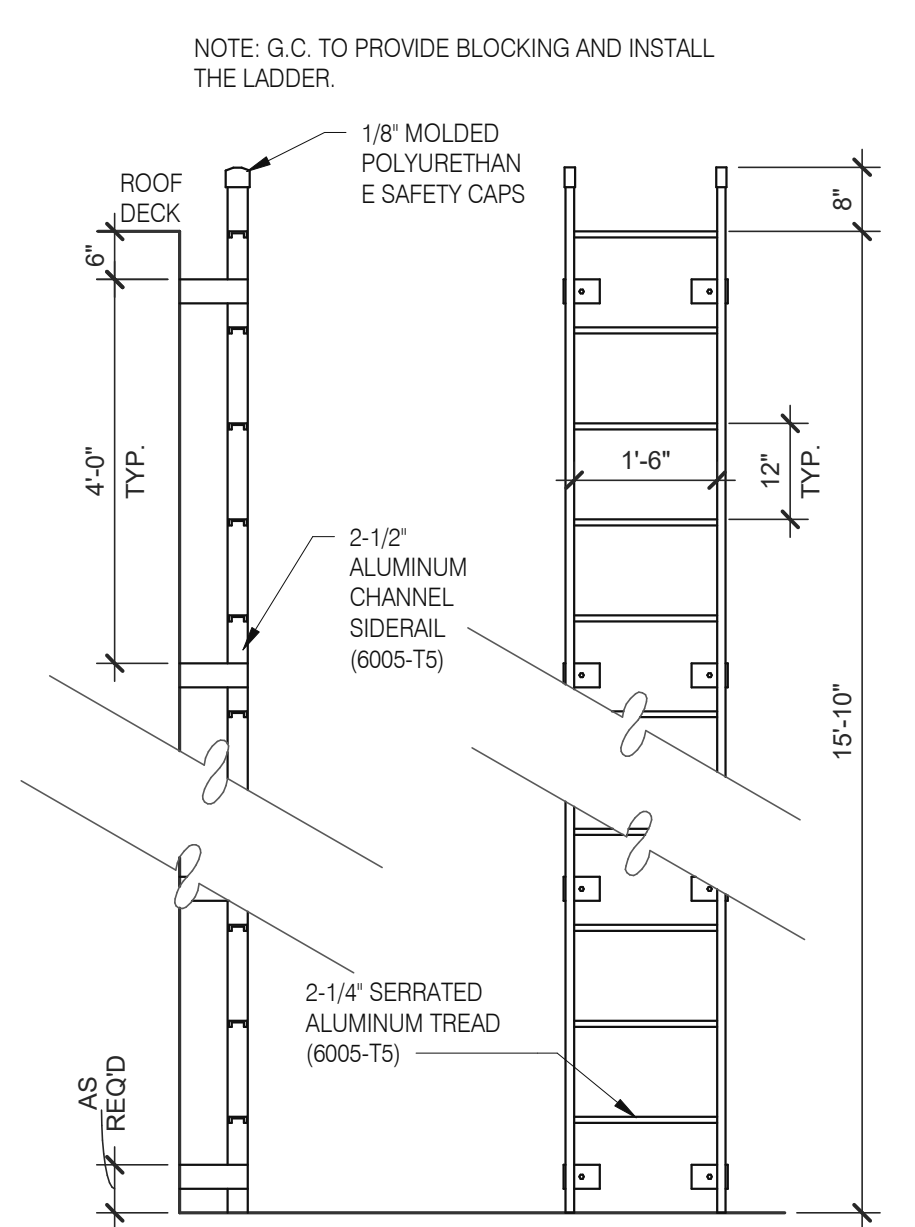 NOTE: G.C. TO PROVIDE BLOCKING AND INSTALL
THE LADDER.
1/8" MOLDED
POLYURETHAN
E SAFETY CAPS
ROOF
DECK
6"
8"
4'-0"
TYP.
1'-6"
12"
TYP.
2-1/2"
ALUMINUM
CHANNEL
SIDERAIL
(6005-T5)
15'-10"
2-1/4" SERRATED
ALUMINUM TREAD
(6005-T5)
AS
REQ'D